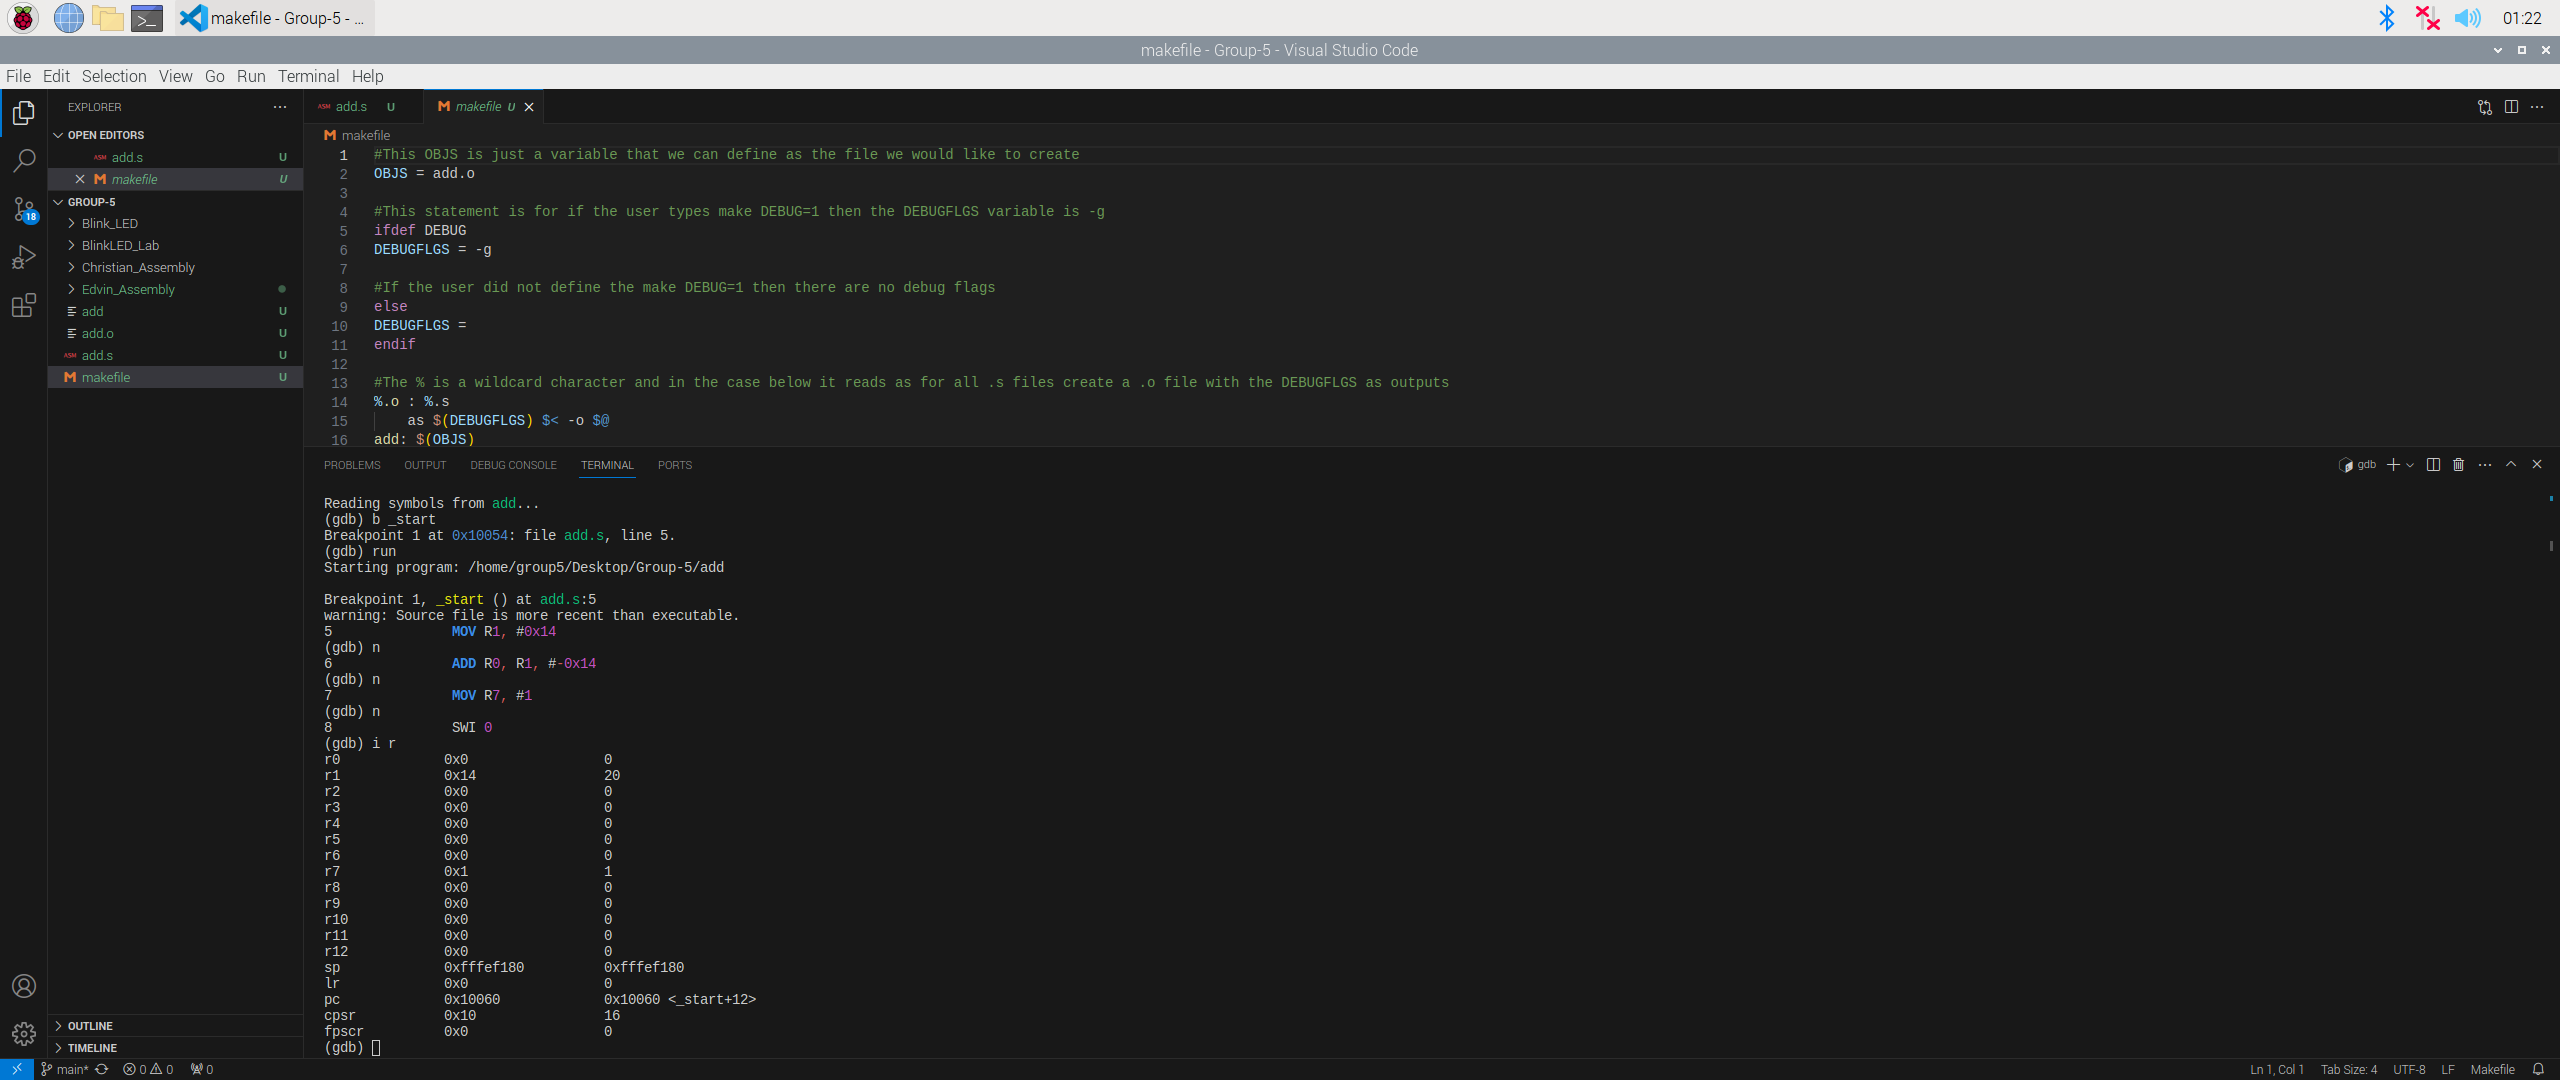 makefile - Group-5 - ...
01:22
makefile - Group-5 - Visual Studio Code
File Edit Selection View Go Run Terminal Help
EXPLORER
OPEN EDITORS
ASM add.s U
M makefile U
GROUP-5
Blink_LED
BlinkLED_Lab
Christian_Assembly
Edvin_Assembly
add U
add.o U
ASM add.s U
M makefile U
OUTLINE
TIMELINE
18
ASM add.s U M makefile U
M makefile
1 #This OBJS is just a variable that we can define as the file we would like to create
2 OBJS = add.o
3
4 #This statement is for if the user types make DEBUG=1 then the DEBUGFLGS variable is -g
5 ifdef DEBUG
6 DEBUGFLGS = -g
7
8 #If the user did not define the make DEBUG=1 then there are no debug flags
9 else
10 DEBUGFLGS =
11 endif
12
13 #The % is a wildcard character and in the case below it reads as for all .s files create a .o file with the DEBUGFLGS as outputs
14 %.o : %.s
15 as $(DEBUGFLGS) $< -o $@
16 add: $(OBJS)
PROBLEMS OUTPUT DEBUG CONSOLE TERMINAL PORTS
gdb
Reading symbols from add...
(gdb) b _start
Breakpoint 1 at 0x10054: file add.s, line 5.
(gdb) run
Starting program: /home/group5/Desktop/Group-5/add
Breakpoint 1, _start () at add.s:5
warning: Source file is more recent than executable.
5 MOV R1, #0x14
(gdb) n
6 ADD R0, R1, #-0x14
(gdb) n
7 MOV R7, #1
(gdb) n
8 SWI 0
(gdb) i r
r0 0x0 0
r1 0x14 20
r2 0x0 0
r3 0x0 0
r4 0x0 0
r5 0x0 0
r6 0x0 0
r7 0x1 1
r8 0x0 0
r9 0x0 0
r10 0x0 0
r11 0x0 0
r12 0x0 0
sp 0xfffef180 0xfffef180
lr 0x0 0
pc 0x10060 0x10060 <_start+12>
cpsr 0x10 16
fpscr 0x0 0
(gdb)
main* 0 0 0
Ln 1, Col 1 Tab Size: 4 UTF-8 LF Makefile